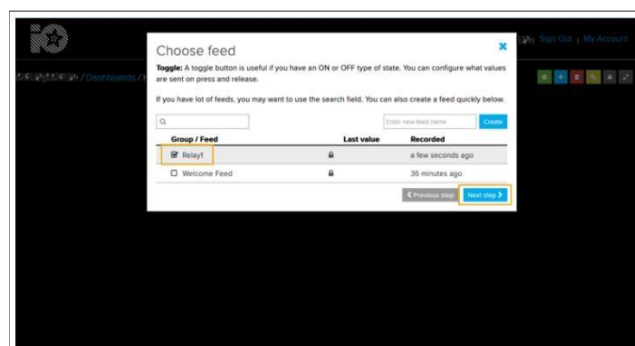 Sign Out | My Account
/ Dashboards /
Choose feed
Toggle: A toggle button is useful if you have an ON or OFF type of state. You can configure what values
are sent on press and release.
If you have lot of feeds, you may want to use the search field. You can also create a feed quickly below.
Enter new feed name Create
Group / Feed Last value Recorded
Relay1 a few seconds ago
Welcome Feed 36 minutes ago
Previous step Next step